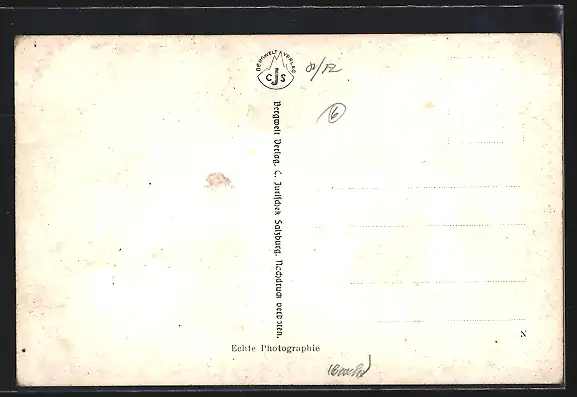 BERGWELT VERLAG
CJS
Bergwelt Verlag, C. Jurischek Salzburg. Nachdruck verboten.
6
Echte Photographie
N